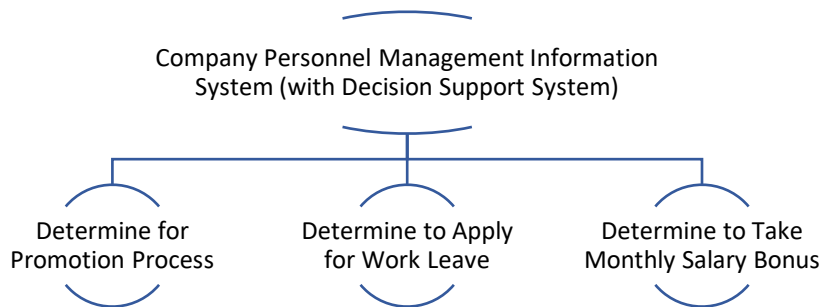 Company Personnel Management Information
System (with Decision Support System)
Determine for
Promotion Process
Determine to Apply
for Work Leave
Determine to Take
Monthly Salary Bonus